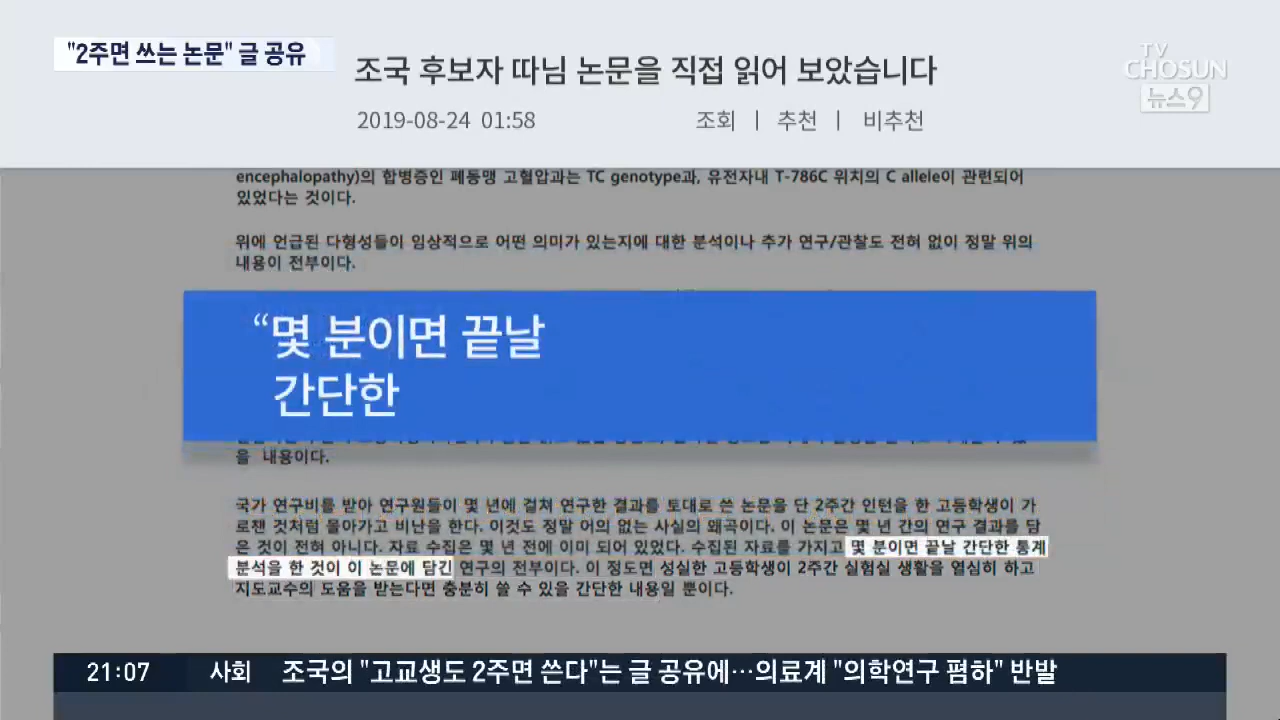 "2주면 쓰는 논문" 글 공유
TV
CHOSUN
뉴스9
조국 후보자 따님 논문을 직접 읽어 보았습니다
2019-08-24 01:58
조회 | 추천 | 비추천
encephalopathy)의 합병증인 폐동맹 고혈압과는 TC genotype과, 유전자내 T-786C 위치의 C allele이 관련되어
있었다는 것이다.
위에 언급된 다형성들이 임상적으로 어떤 의미가 있는지에 대한 분석이나 추가 연구/관찰도 전혀 없이 정말 위의
내용이 전부이다.
“몇 분이면 끝날
간단한
을 내용이다.
국가 연구비를 받아 연구원들이 몇 년에 걸쳐 연구한 결과를 토대로 쓴 논문을 단 2주간 인턴을 한 고등학생이 가
로챈 것처럼 몰아가고 비난을 한다. 이것도 정말 어의 없는 사실의 왜곡이다. 이 논문은 몇 년 간의 연구 결과를 담
은 것이 전혀 아니다. 자료 수집은 몇 년 전에 이미 되어 있었다. 수집된 자료를 가지고 몇 분이면 끝날 간단한 통계
분석을 한 것이 이 논문에 담긴 연구의 전부이다. 이 정도면 성실한 고등학생이 2주간 실험실 생활을 열심히 하고
지도교수의 도움을 받는다면 충분히 쓸 수 있을 간단한 내용일 뿐이다.
21:07 사회 조국의 "고교생도 2주면 쓴다"는 글 공유에…의료계 "의학연구 폄하" 반발